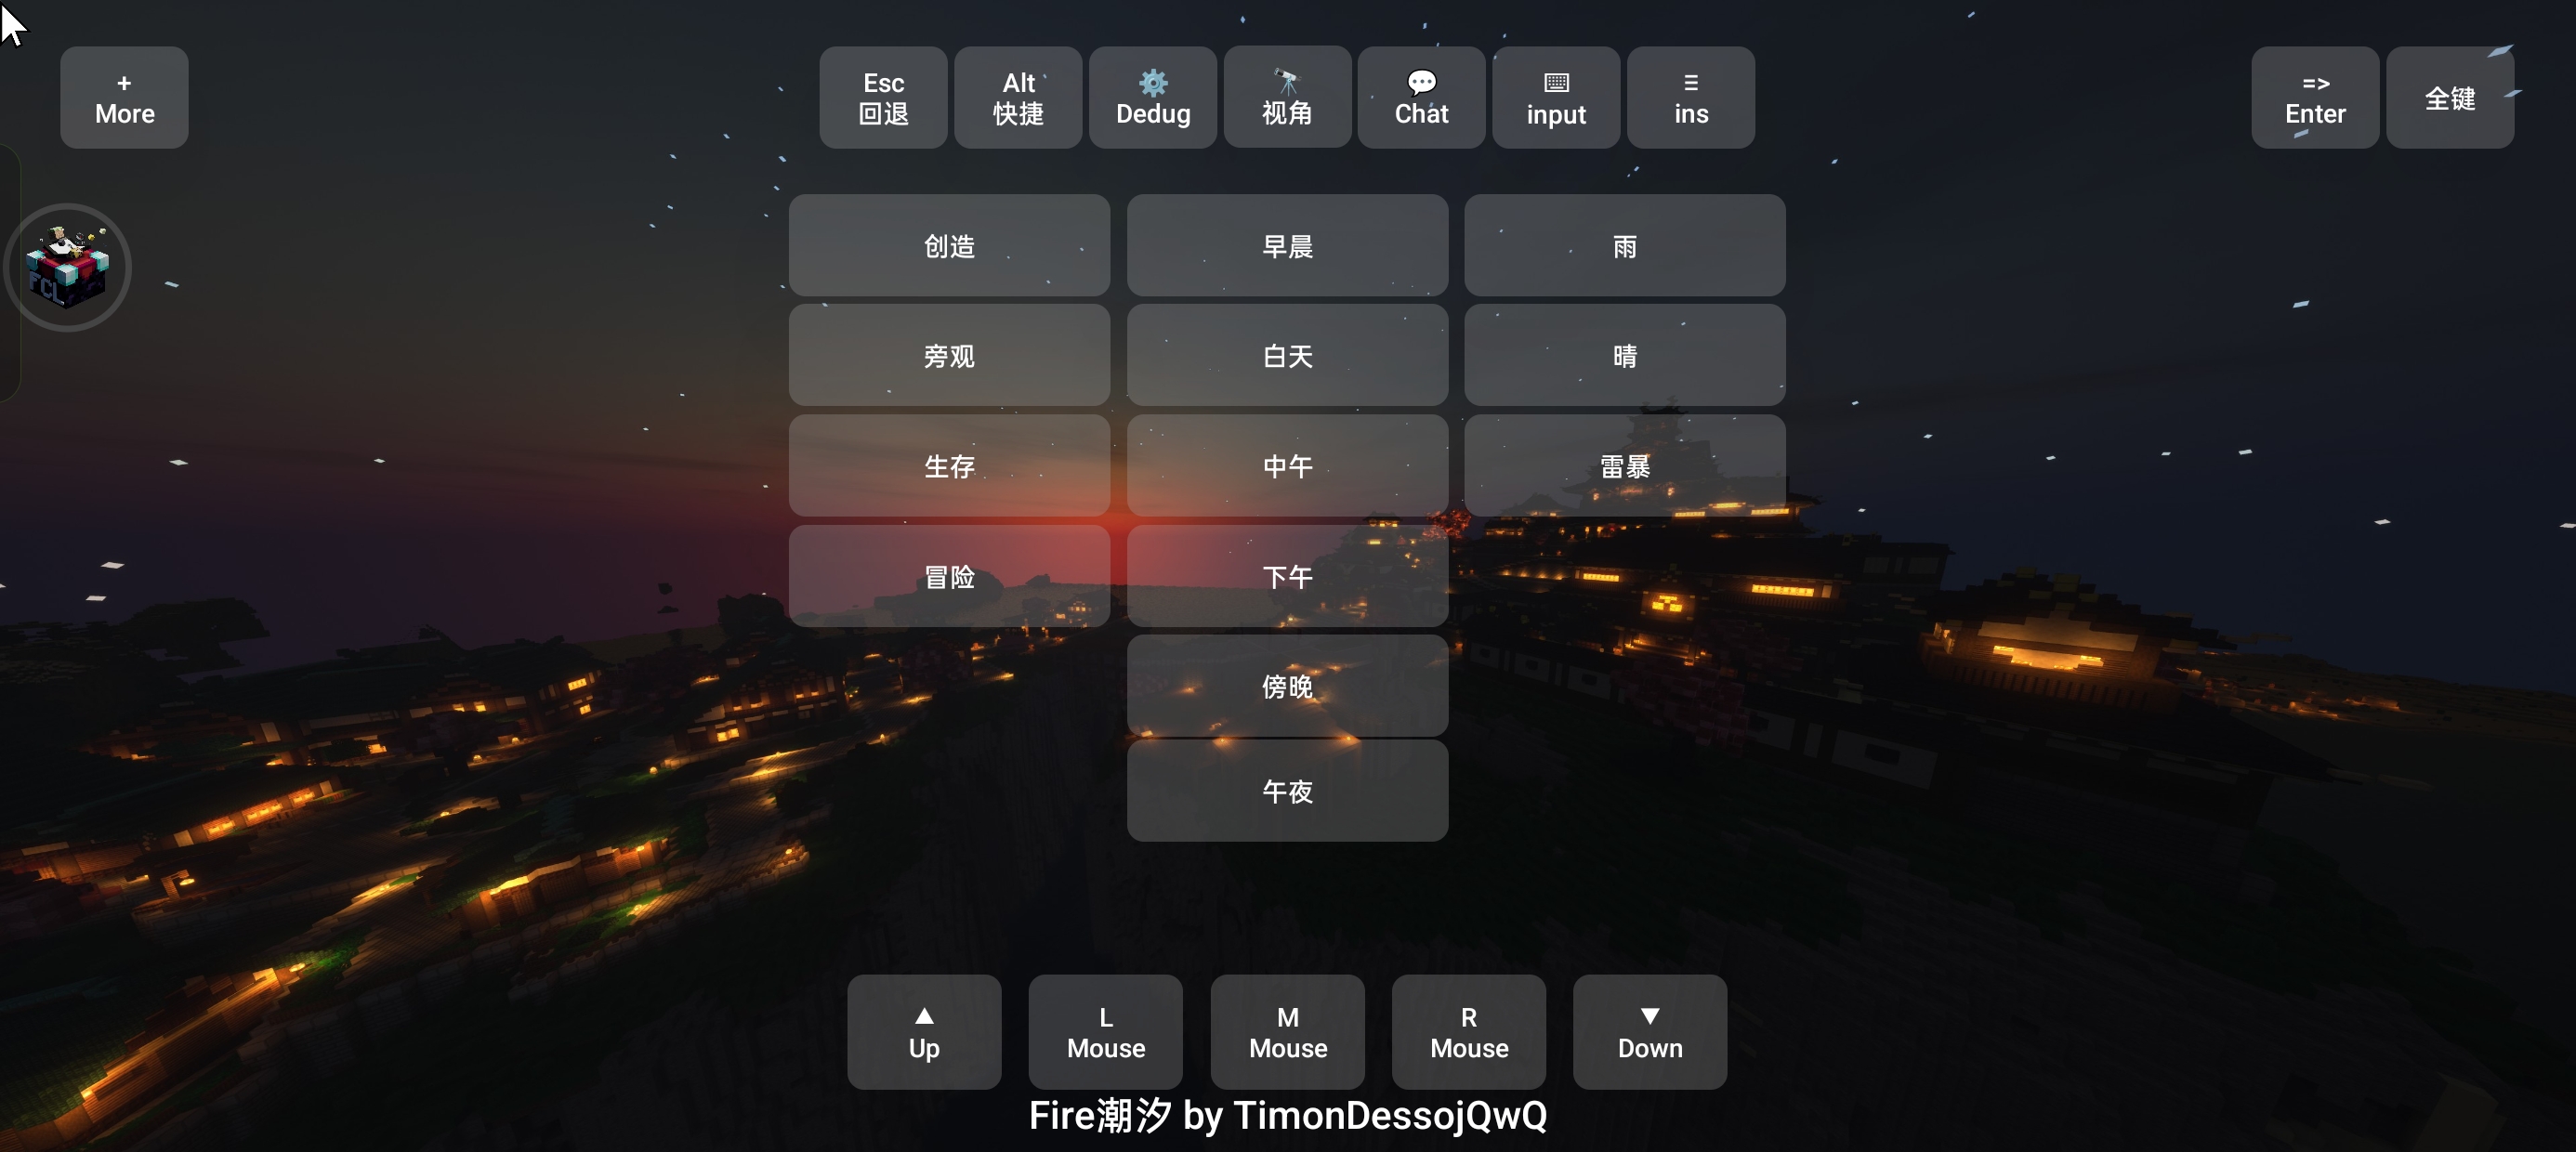 +
More
Esc
回退
Alt
快捷
Dedug
视角
Chat
input
☰
ins
=>
Enter
全键
创造
早晨
雨
旁观
白天
晴
生存
中午
雷暴
冒险
下午
傍晚
午夜
FCL
▲
Up
L
Mouse
M
Mouse
R
Mouse
▼
Down
Fire潮汐 by TimonDessojQwQ